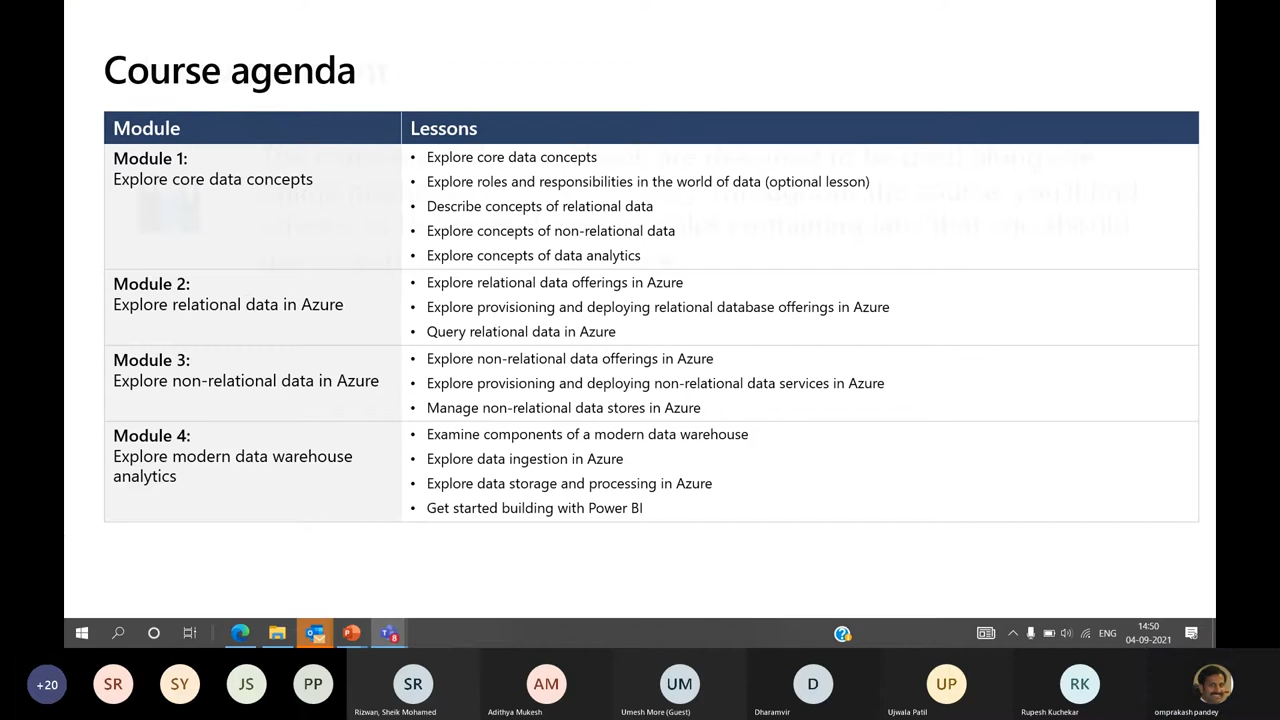 Course agenda
Module
Lessons
Module 1:
Explore core data concepts
• Explore core data concepts
• Explore roles and responsibilities in the world of data (optional lesson)
• Describe concepts of relational data
• Explore concepts of non-relational data
• Explore concepts of data analytics
Module 2:
Explore relational data in Azure
• Explore relational data offerings in Azure
• Explore provisioning and deploying relational database offerings in Azure
• Query relational data in Azure
Module 3:
Explore non-relational data in Azure
• Explore non-relational data offerings in Azure
• Explore provisioning and deploying non-relational data services in Azure
• Manage non-relational data stores in Azure
Module 4:
Explore modern data warehouse
analytics
• Examine components of a modern data warehouse
• Explore data ingestion in Azure
• Explore data storage and processing in Azure
• Get started building with Power BI
8
ENG
14:50
04-09-2021
+20
SR
SY
JS
PP
SR
AM
UM
D
UP
RK
Rizwan, Sheik Mohamed
Adithya Mukesh
Umesh More (Guest)
Dharamvir
Ujwala Patil
Rupesh Kuchekar
omprakash pandey